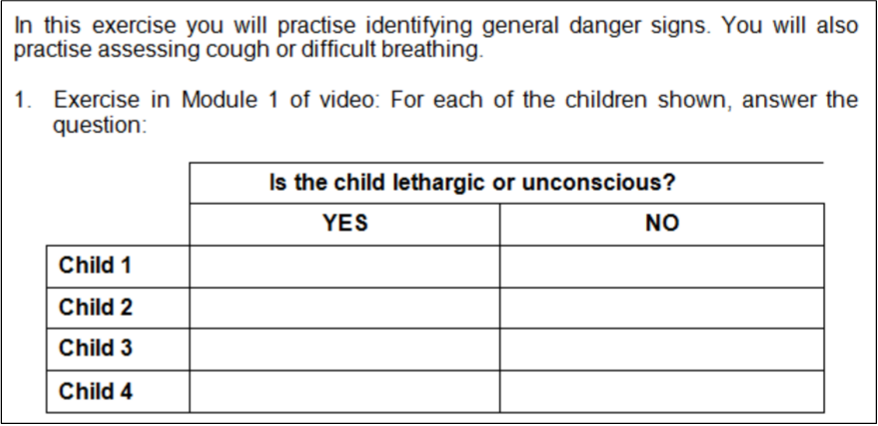 In this exercise you will practise identifying general danger signs. You will also
practise assessing cough or difficult breathing.
1. Exercise in Module 1 of video: For each of the children shown, answer the
question:
Is the child lethargic or unconscious?
YES NO
Child 1
Child 2
Child 3
Child 4